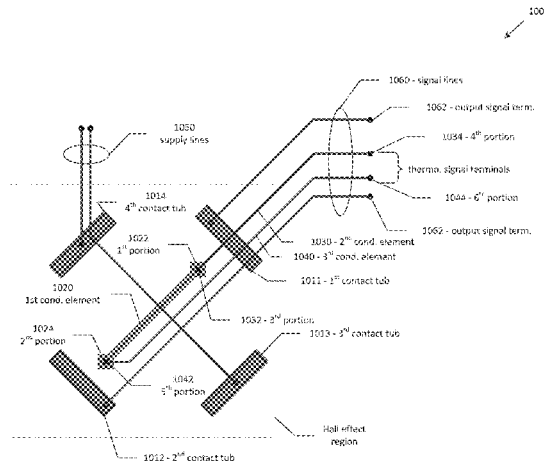 100
1060 - signal lines
1062 - output signal term.
1034 - 4th portion
thermo. signal terminals
1044 - 6th portion
1062 - output signal term.
1050
supply lines
1014
4th contact tub
1022
1st portion
1030 - 2nd cond. element
1040 - 3rd cond. element
1011 - 1st contact tub
1020
1st cond. element
1032 - 3rd portion
1024
2nd portion
1013 - 3rd contact tub
1042
5th portion
Hall effect
region
1012 - 2nd contact tub